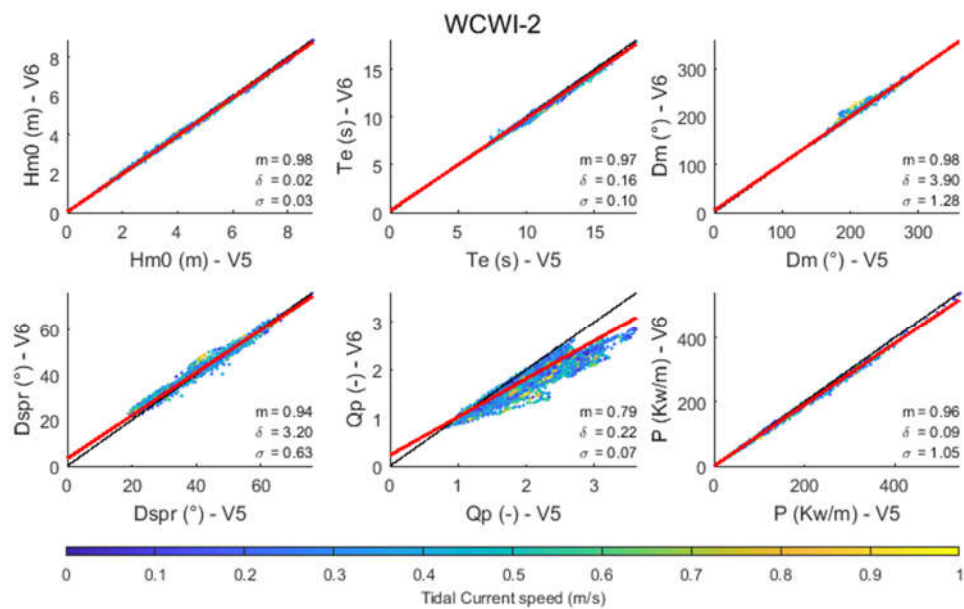 WCWI-2
8
6
4
2
0
0 2 4 6 8
Hm0 (m) - V6
Hm0 (m) - V5
m = 0.98
δ = 0.02
σ = 0.03
15
10
5
0
0 5 10 15
Te (s) - V6
Te (s) - V5
m = 0.97
δ = 0.16
σ = 0.10
300
200
100
0
0 100 200 300
Dm (°) - V6
Dm (°) - V5
m = 0.98
δ = 3.90
σ = 1.28
60
40
20
0
0 20 40 60
Dspr (°) - V6
Dspr (°) - V5
m = 0.94
δ = 3.20
σ = 0.63
3
2
1
0
0 1 2 3
Qp (-) - V6
Qp (-) - V5
m = 0.79
δ = 0.22
σ = 0.07
400
200
0
0 200 400
P (Kw/m) - V6
P (Kw/m) - V5
m = 0.96
δ = 0.09
σ = 1.05
0 0.1 0.2 0.3 0.4 0.5 0.6 0.7 0.8 0.9 1
Tidal Current speed (m/s)